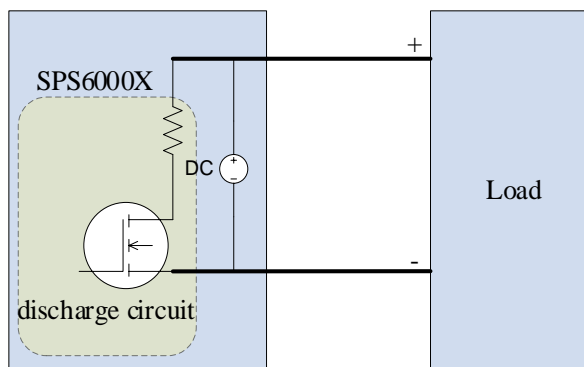 +
SPS6000X
DC
+
-
Load
-
discharge circuit